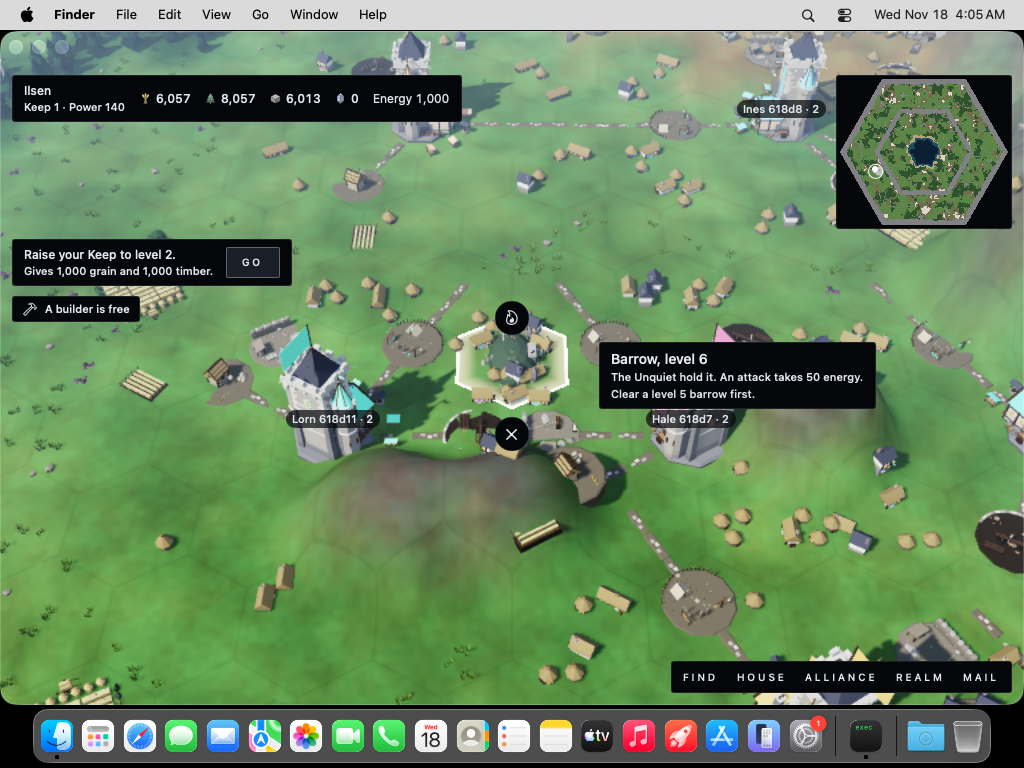 Finder File Edit View Go Window Help Wed Nov 18 4:05 AM
Ilsen
Keep 1 · Power 140
6,057 8,057 6,013 0 Energy 1,000
Ines 618d8 · 2
Raise your Keep to level 2.
Gives 1,000 grain and 1,000 timber.
GO
A builder is free
Barrow, level 6
The Unquiet hold it. An attack takes 50 energy.
Clear a level 5 barrow first.
Lorn 618d11 · 2
Hale 618d7 · 2
FIND HOUSE ALLIANCE REALM MAIL
Wed
18
tv
1
exec